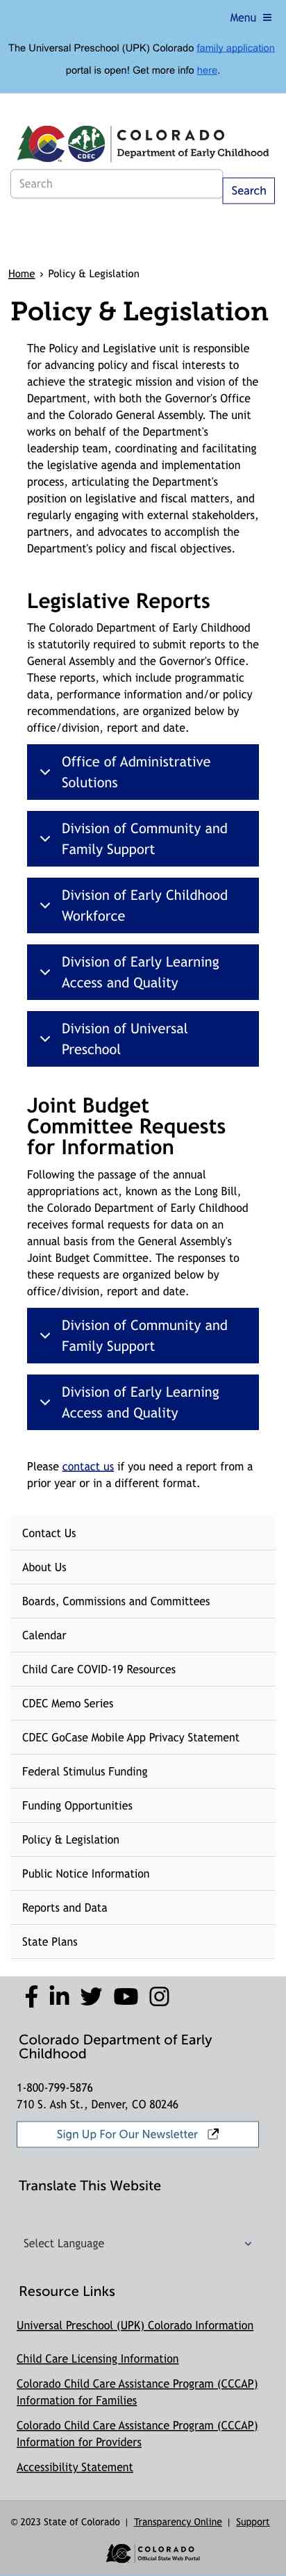 Menu
The Universal Preschool (UPK) Colorado family application
portal is open! Get more info here.
COLORADO
Department of Early Childhood
CDEC
Search
Search
Home › Policy & Legislation
Policy & Legislation
The Policy and Legislative unit is responsible
for advancing policy and fiscal interests to
achieve the strategic mission and vision of the
Department, with both the Governor's Office
and the Colorado General Assembly. The unit
works on behalf of the Department's
leadership team, coordinating and facilitating
the legislative agenda and implementation
process, articulating the Department's
position on legislative and fiscal matters, and
regularly engaging with external stakeholders,
partners, and advocates to accomplish the
Department's policy and fiscal objectives.
Legislative Reports
The Colorado Department of Early Childhood
is statutorily required to submit reports to the
General Assembly and the Governor's Office.
These reports, which include programmatic
data, performance information and/or policy
recommendations, are organized below by
office/division, report and date.
Office of Administrative
Solutions
Division of Community and
Family Support
Division of Early Childhood
Workforce
Division of Early Learning
Access and Quality
Division of Universal
Preschool
Joint Budget
Committee Requests
for Information
Following the passage of the annual
appropriations act, known as the Long Bill,
the Colorado Department of Early Childhood
receives formal requests for data on an
annual basis from the General Assembly's
Joint Budget Committee. The responses to
these requests are organized below by
office/division, report and date.
Division of Community and
Family Support
Division of Early Learning
Access and Quality
Please contact us if you need a report from a
prior year or in a different format.
Contact Us
About Us
Boards, Commissions and Committees
Calendar
Child Care COVID-19 Resources
CDEC Memo Series
CDEC GoCase Mobile App Privacy Statement
Federal Stimulus Funding
Funding Opportunities
Policy & Legislation
Public Notice Information
Reports and Data
State Plans
Colorado Department of Early
Childhood
1-800-799-5876
710 S. Ash St., Denver, CO 80246
Sign Up For Our Newsletter
Translate This Website
Select Language
Resource Links
Universal Preschool (UPK) Colorado Information
Child Care Licensing Information
Colorado Child Care Assistance Program (CCCAP)
Information for Families
Colorado Child Care Assistance Program (CCCAP)
Information for Providers
Accessibility Statement
© 2023 State of Colorado | Transparency Online | Support
COLORADO
Official State Web Portal